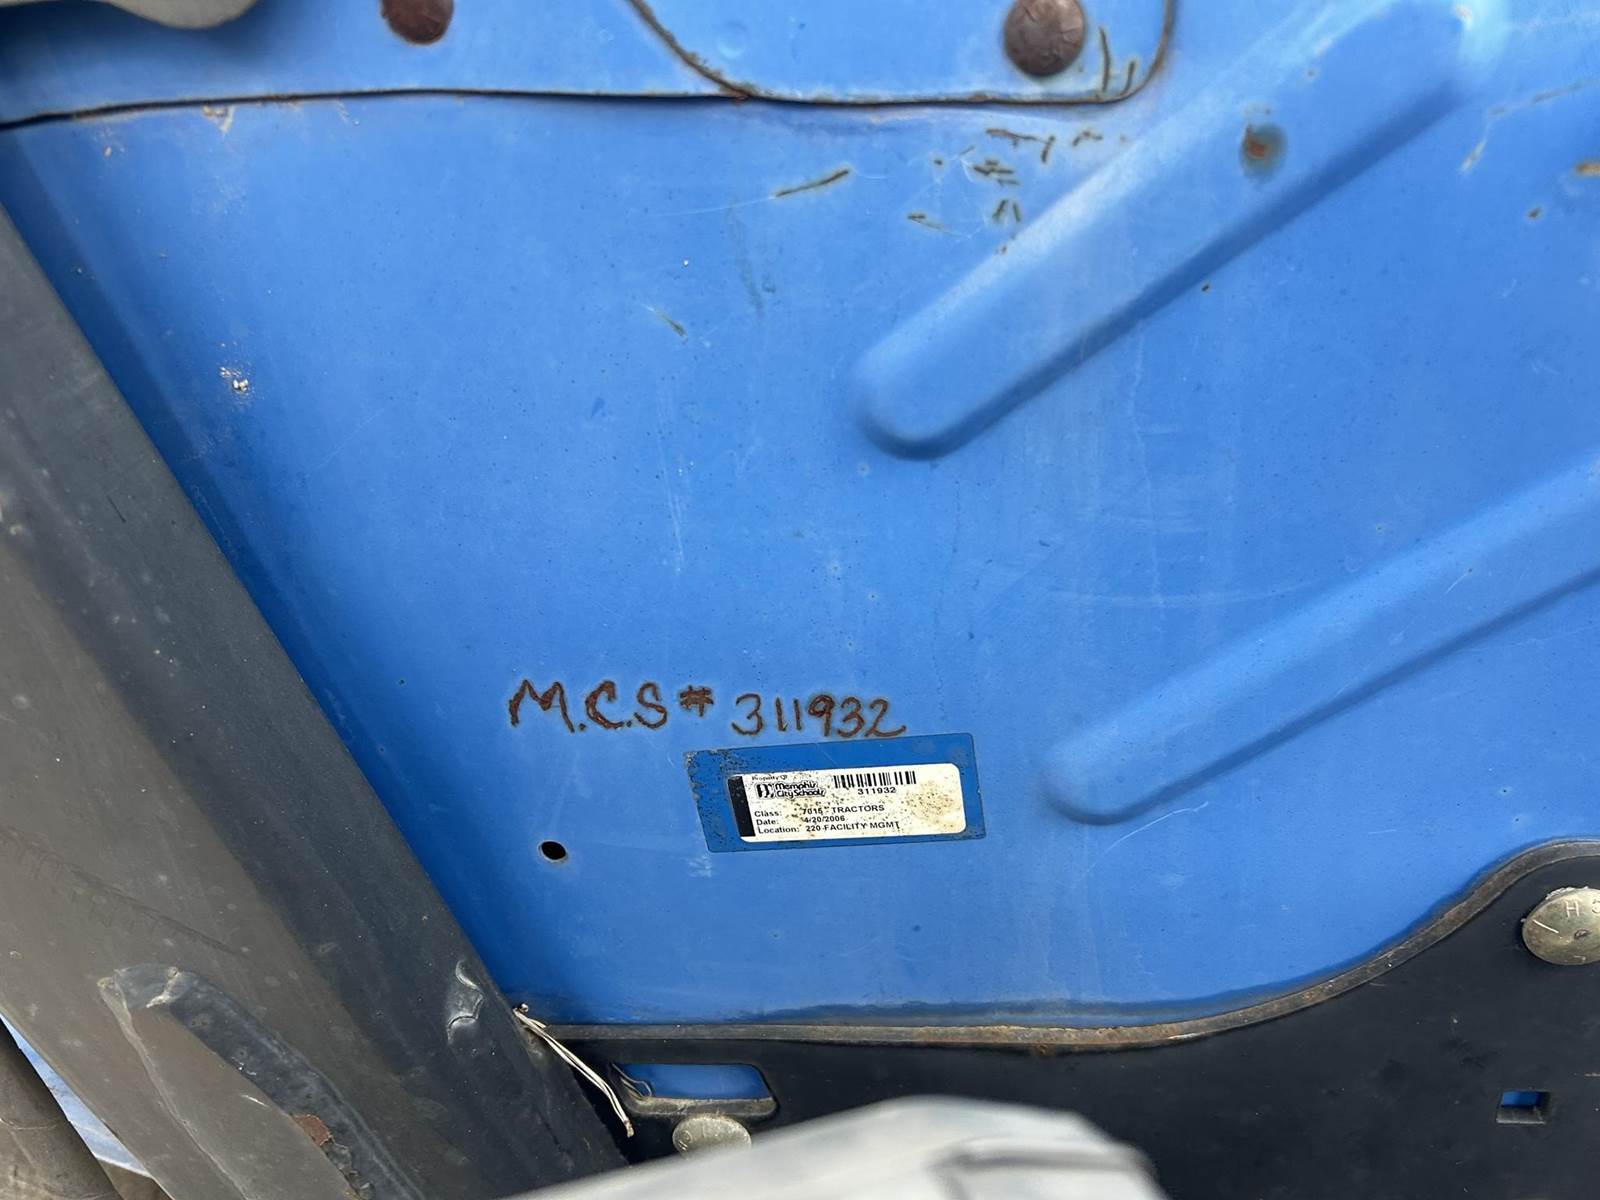 M.C.S # 311932
Property Of
Memphis
City Schools
311932
Class: 7015 - TRACTORS
Date: 4/20/2006
Location: 220 FACILITY MGMT
H